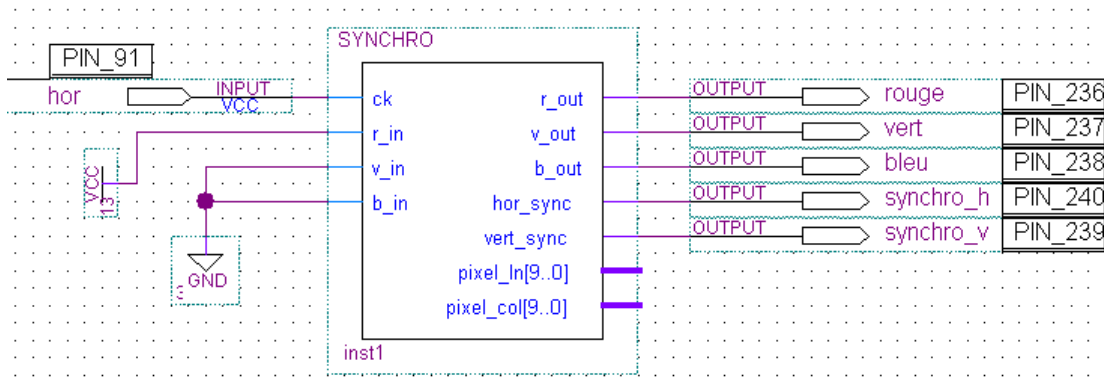 SYNCHRO
PIN_91
hor
INPUT
VCC
ck
r_in
v_in
b_in
VCC
13
GND
r_out
v_out
b_out
hor_sync
vert_sync
pixel_ln[9..0]
pixel_col[9..0]
inst1
OUTPUT rouge PIN_236
OUTPUT vert PIN_237
OUTPUT bleu PIN_238
OUTPUT synchro_h PIN_240
OUTPUT synchro_v PIN_239